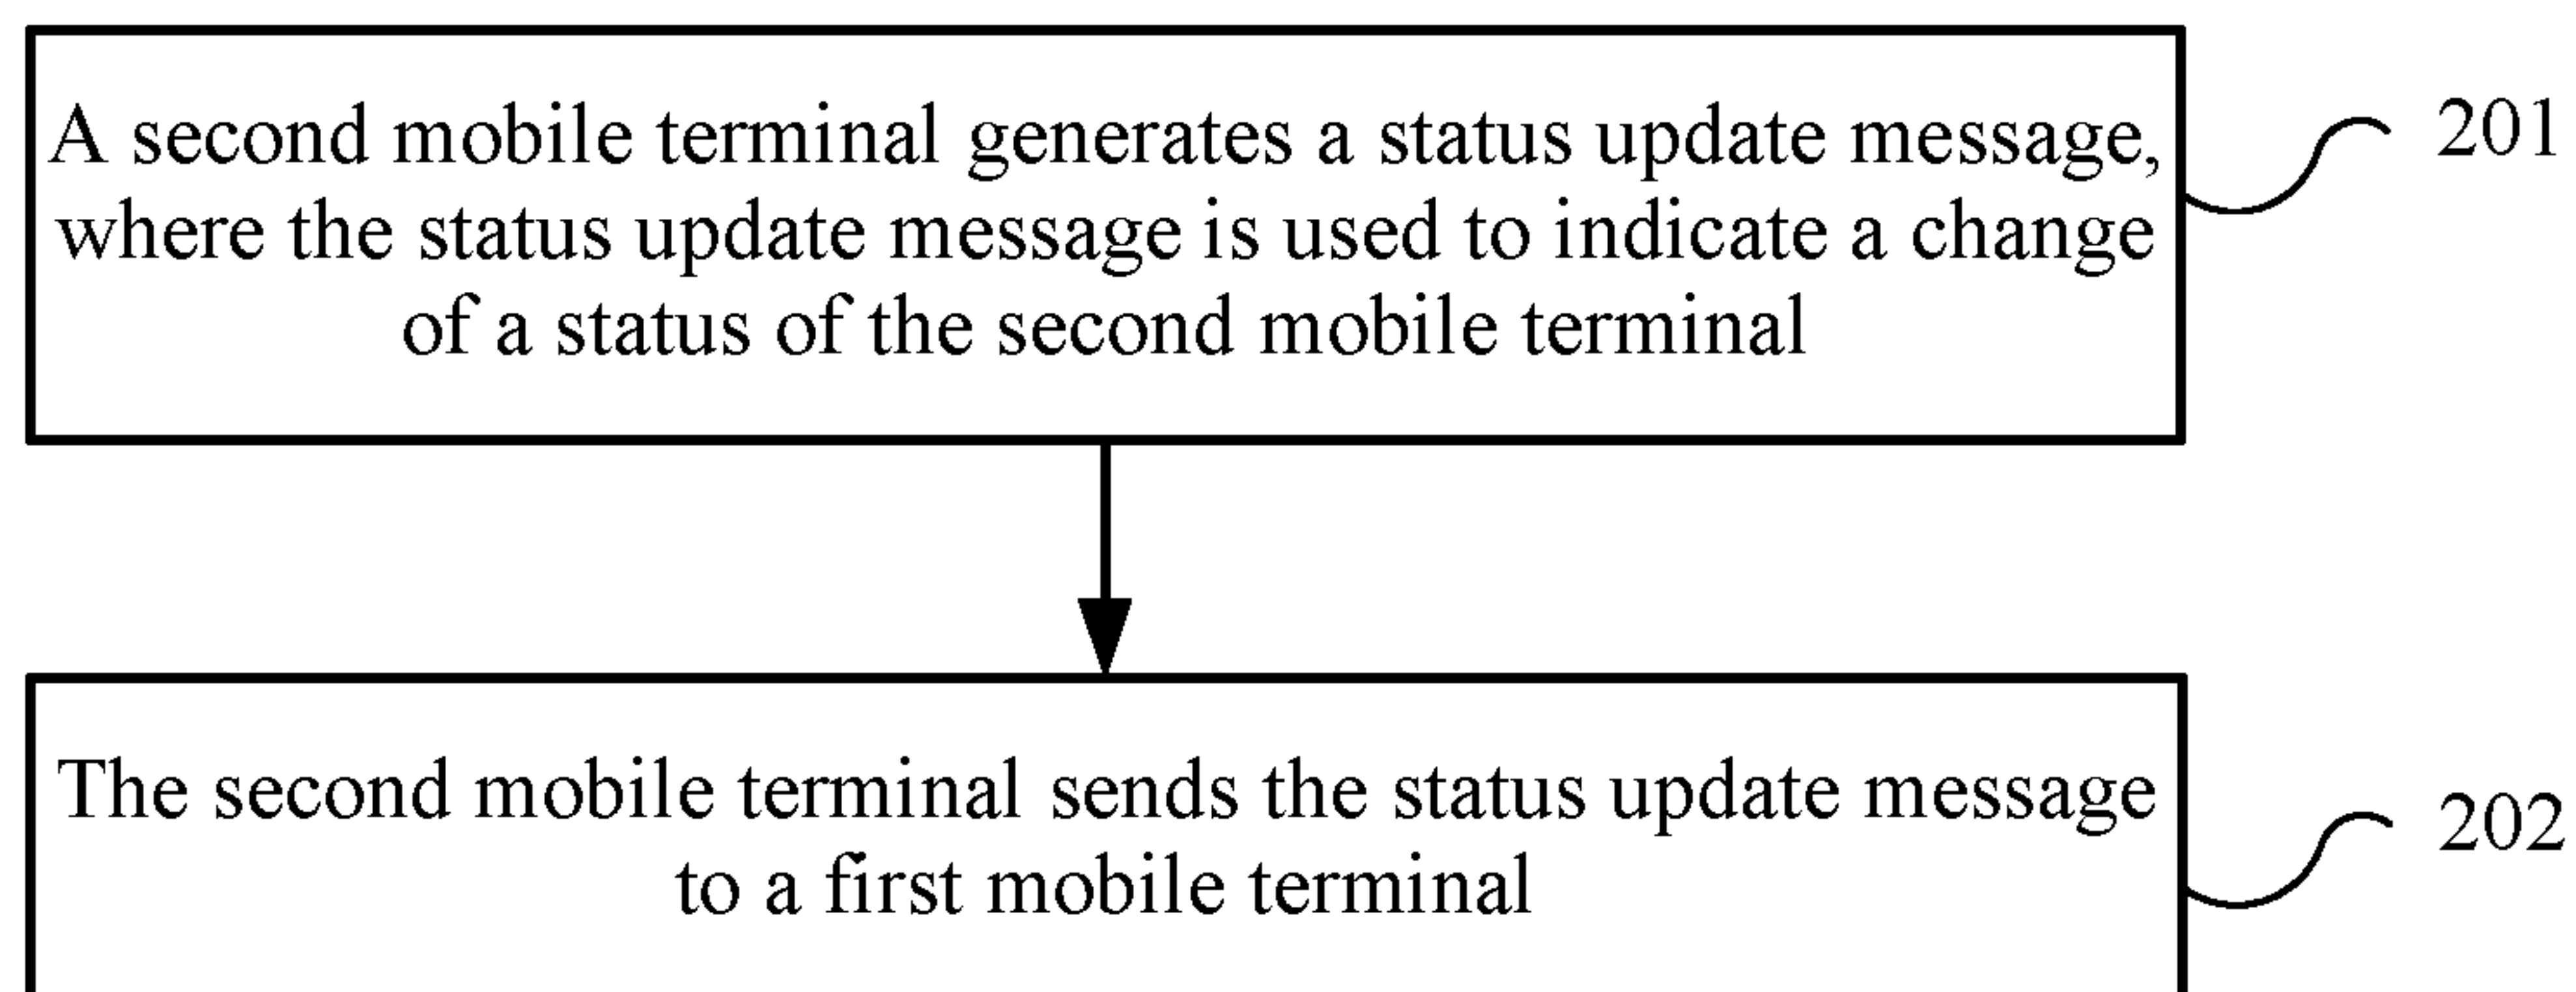 A second mobile terminal generates a status update message,
where the status update message is used to indicate a change
of a status of the second mobile terminal
201
The second mobile terminal sends the status update message
to a first mobile terminal
202